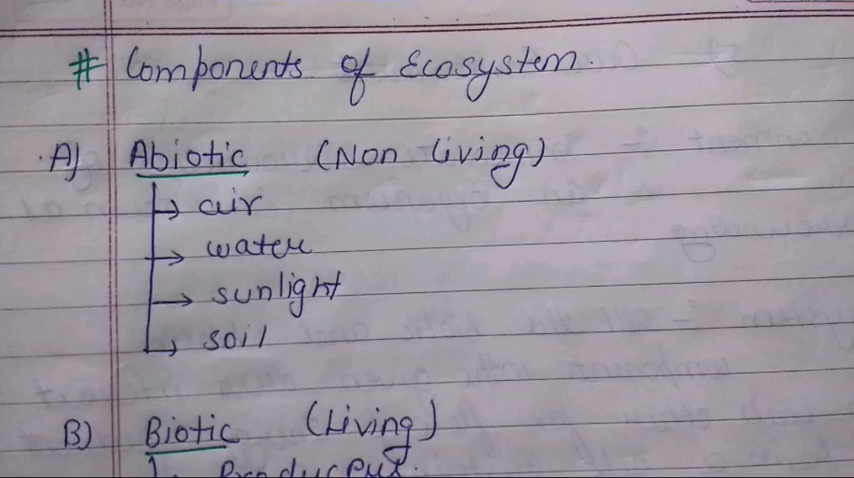 # Components of Ecosystem.
A) Abiotic (Non Living)
→ air
→ water
→ sunlight
→ soil
B) Biotic (Living)